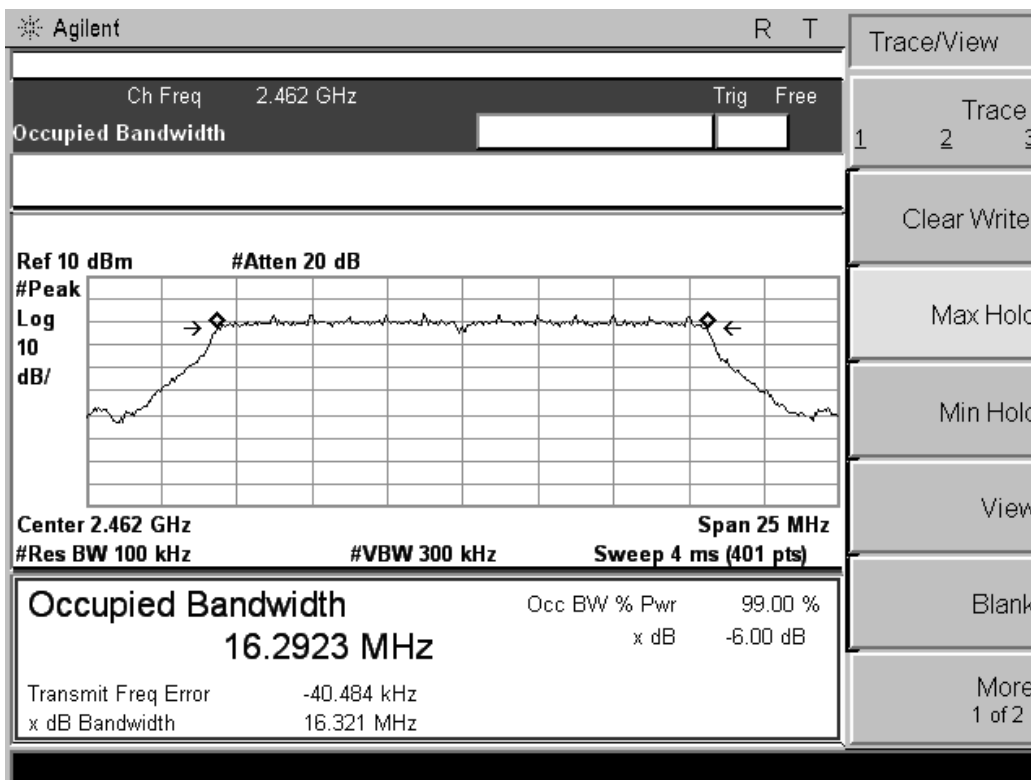 Agilent R T
Ch Freq 2.462 GHz Trig Free
Occupied Bandwidth
Ref 10 dBm #Atten 20 dB
#Peak
Log
10
dB/
Center 2.462 GHz Span 25 MHz
#Res BW 100 kHz #VBW 300 kHz Sweep 4 ms (401 pts)
Occupied Bandwidth
16.2923 MHz
Occ BW % Pwr 99.00 %
x dB -6.00 dB
Transmit Freq Error -40.484 kHz
x dB Bandwidth 16.321 MHz
Trace/View
Trace
1 2 3
Clear Write
Max Hold
Min Hold
View
Blank
More
1 of 2